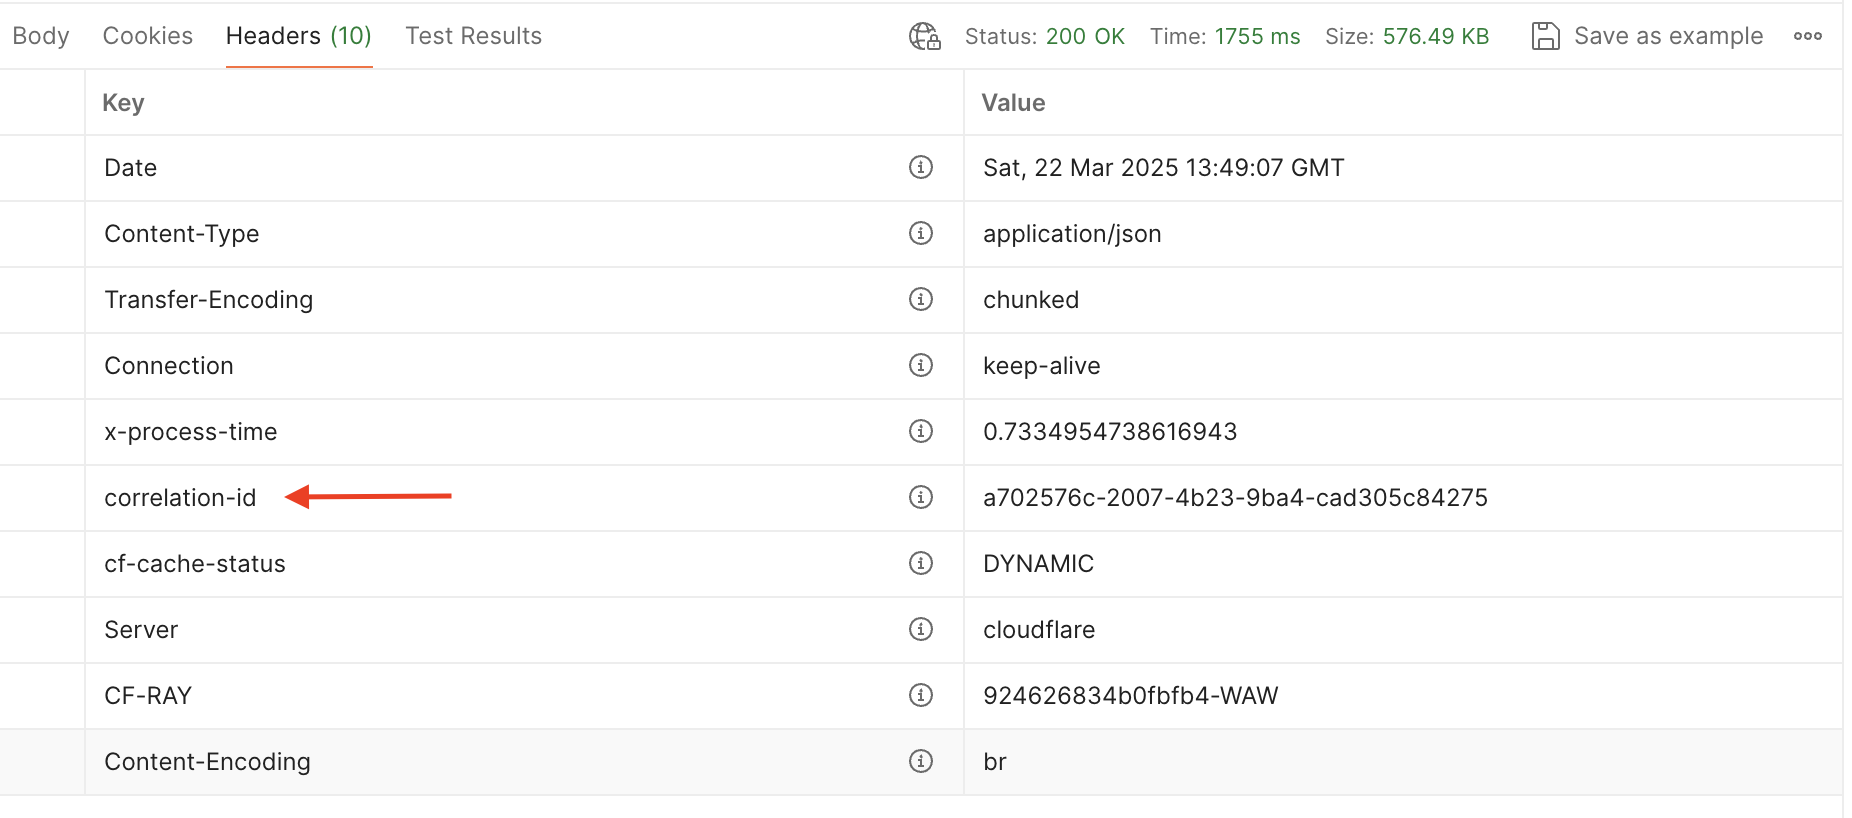 Body Cookies Headers (10) Test Results Status: 200 OK Time: 1755 ms Size: 576.49 KB Save as example
Key Value
Date Sat, 22 Mar 2025 13:49:07 GMT
Content-Type application/json
Transfer-Encoding chunked
Connection keep-alive
x-process-time 0.7334954738616943
correlation-id a702576c-2007-4b23-9ba4-cad305c84275
cf-cache-status DYNAMIC
Server cloudflare
CF-RAY 924626834b0fbfb4-WAW
Content-Encoding br